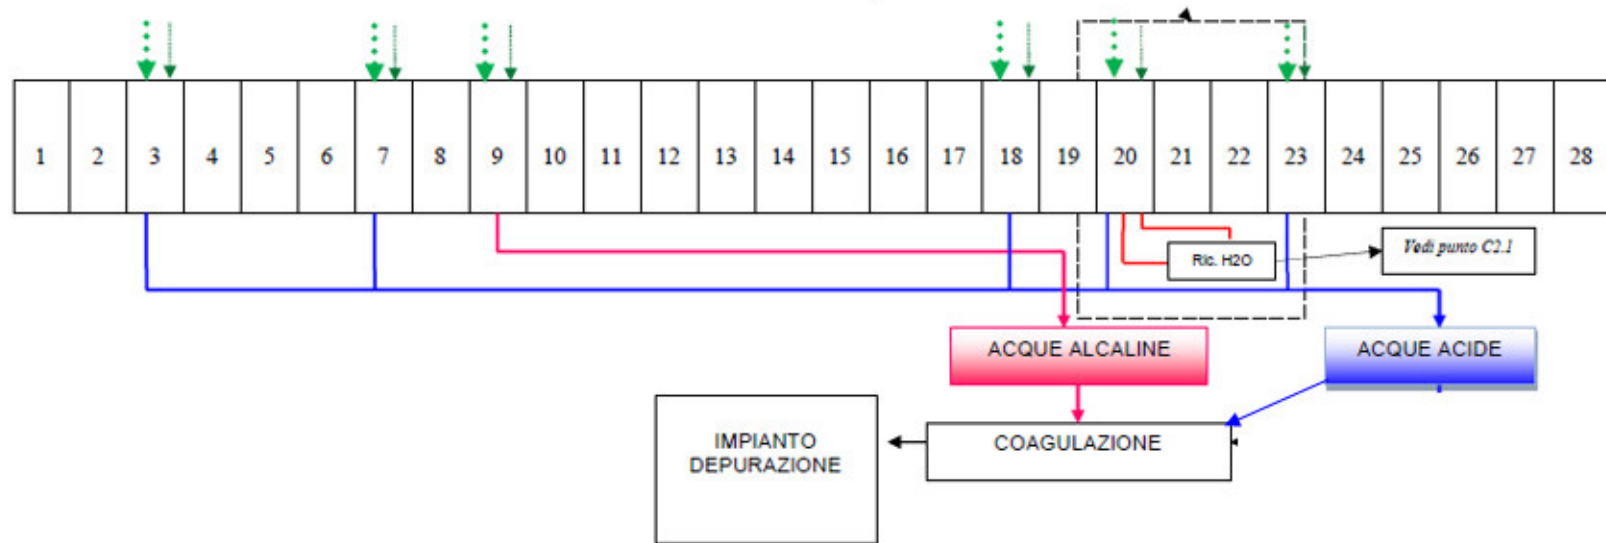 1 2 3 4 5 6 7 8 9 10 11 12 13 14 15 16 17 18 19 20 21 22 23 24 25 26 27 28
Ric. H2O
Vedi punto C2.1
ACQUE ALCALINE
ACQUE ACIDE
IMPIANTO
DEPURAZIONE
COAGULAZIONE